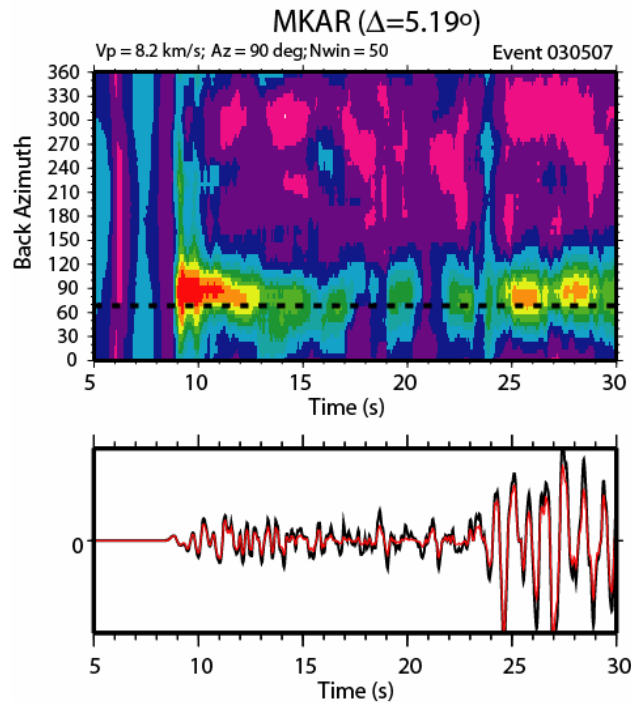 MKAR (Δ=5.19º)
Vp = 8.2 km/s; Az = 90 deg; Nwin = 50 Event 030507
360
330
300
270
240
210
180
150
120
90
60
30
0
Back Azimuth
5 10 15 20 25 30
Time (s)
0
5 10 15 20 25 30
Time (s)